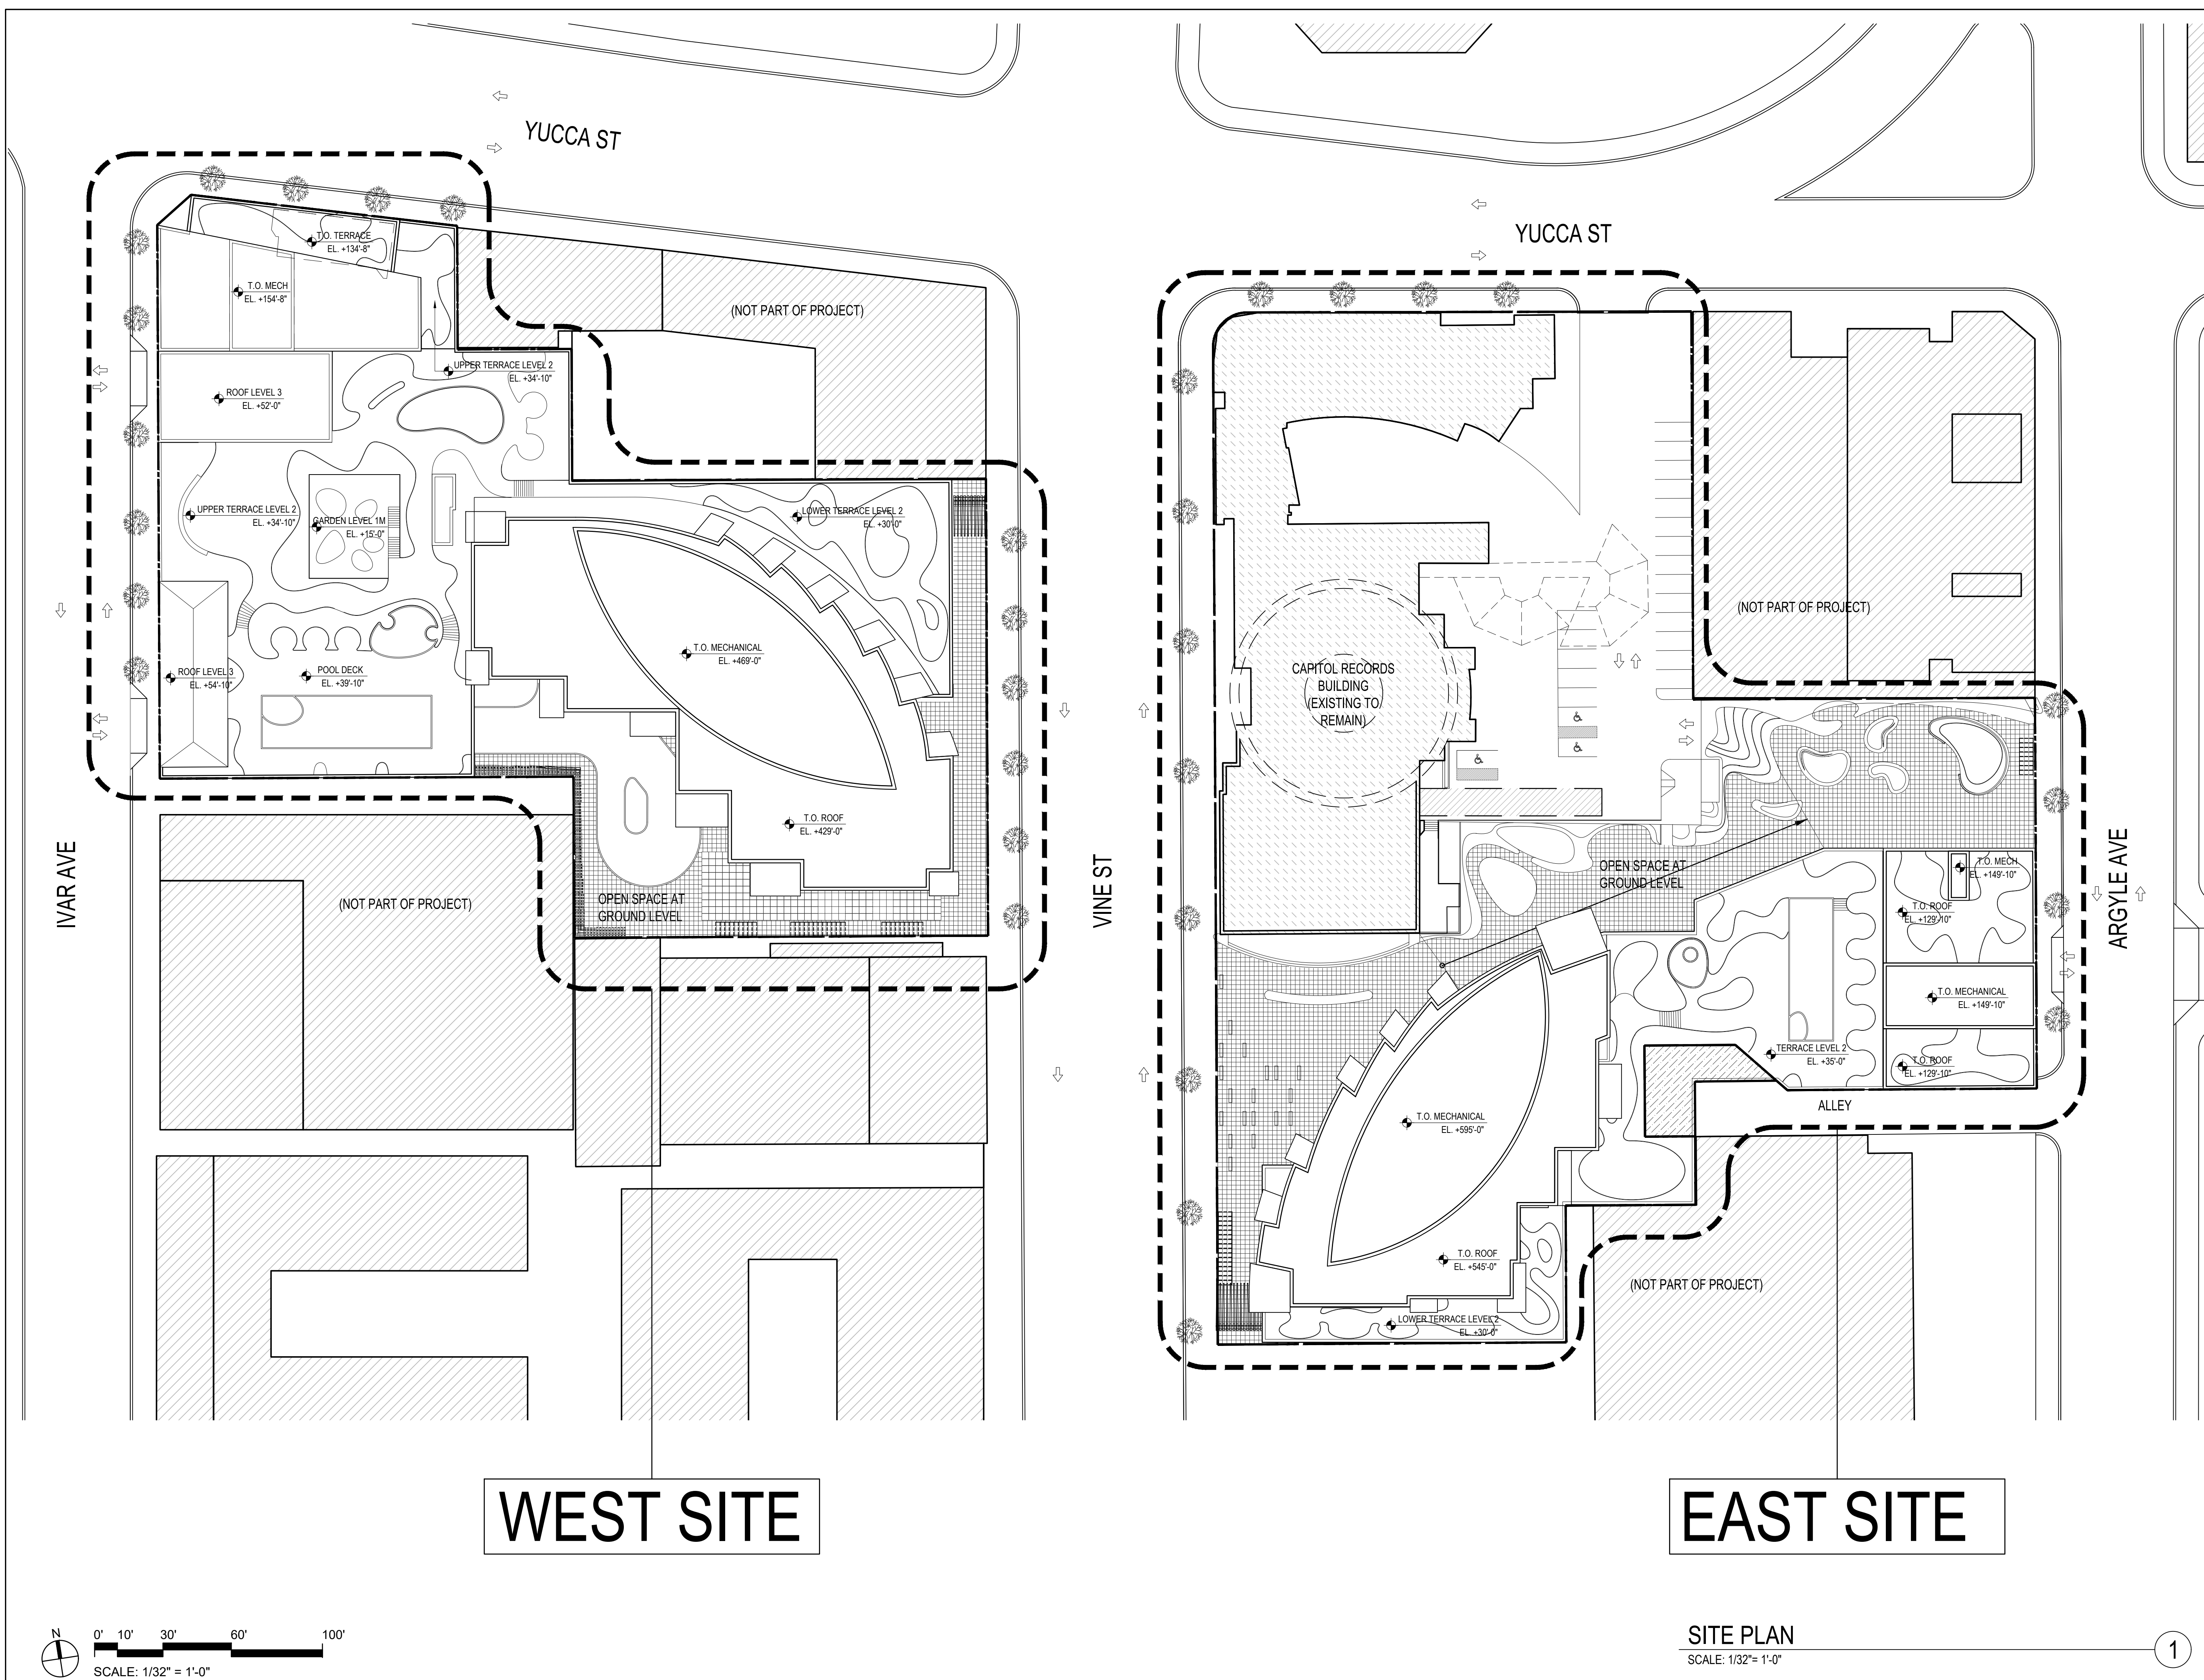 YUCCA ST
T.O. TERRACE
EL. +134'-8"
T.O. MECH
EL. +154'-8"
(NOT PART OF PROJECT)
UPPER TERRACE LEVEL 2
EL. +34'-10"
ROOF LEVEL 3
EL. +52'-0"
UPPER TERRACE LEVEL 2
EL. +34'-10"
GARDEN LEVEL 1M
EL. +15'-0"
LOWER TERRACE LEVEL 2
EL. +30'-0"
T.O. MECHANICAL
EL. +469'-0"
ROOF LEVEL 3
EL. +54'-10"
POOL DECK
EL. +39'-10"
T.O. ROOF
EL. +429'-0"
OPEN SPACE AT
GROUND LEVEL
(NOT PART OF PROJECT)
IVAR AVE
VINE ST
YUCCA ST
(NOT PART OF PROJECT)
CAPITOL RECORDS
BUILDING
(EXISTING TO
REMAIN)
OPEN SPACE AT
GROUND LEVEL
T.O. MECH
EL. +149'-10"
T.O. ROOF
EL. +129'-10"
T.O. MECHANICAL
EL. +149'-10"
TERRACE LEVEL 2
EL. +35'-0"
T.O. ROOF
EL. +129'-10"
ALLEY
ARGYLE AVE
T.O. MECHANICAL
EL. +595'-0"
T.O. ROOF
EL. +545'-0"
LOWER TERRACE LEVEL 2
EL. +30'-0"
(NOT PART OF PROJECT)
WEST SITE
EAST SITE
N
0' 10' 30' 60' 100'
SCALE: 1/32" = 1'-0"
SITE PLAN
SCALE: 1/32"= 1'-0"
1